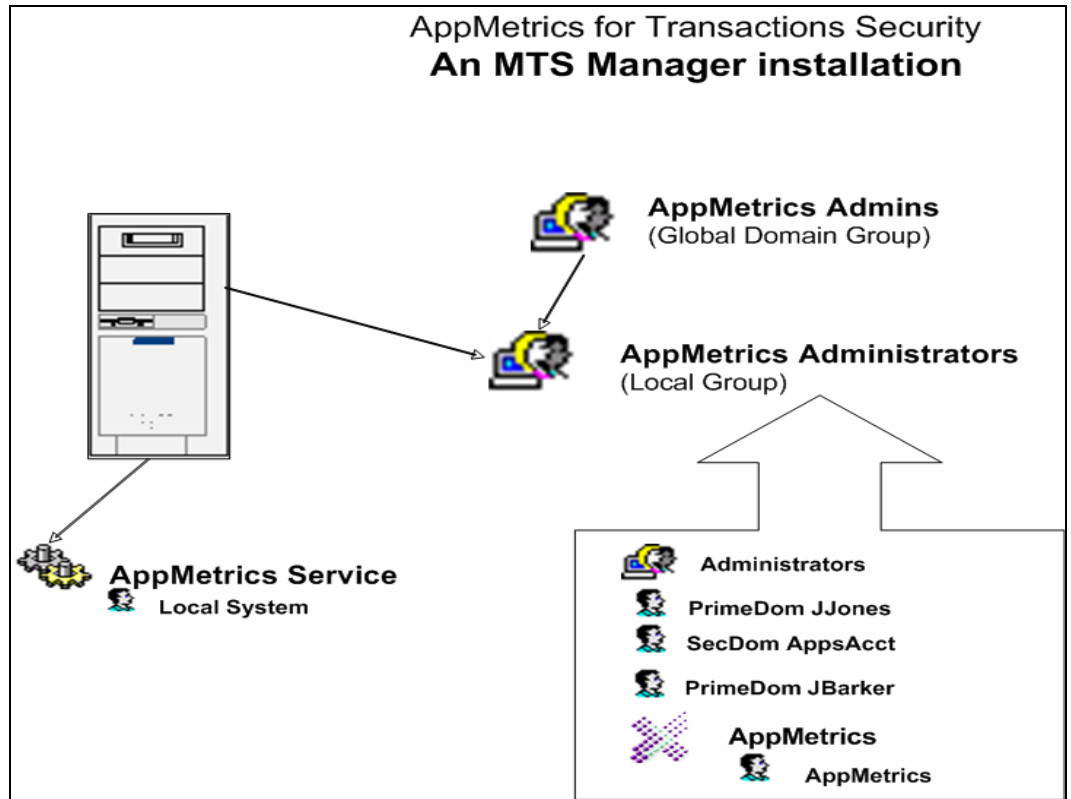 AppMetrics for Transactions Security
An MTS Manager installation
AppMetrics Admins
(Global Domain Group)
AppMetrics Administrators
(Local Group)
AppMetrics Service
Local System
Administrators
PrimeDom JJones
SecDom AppsAcct
PrimeDom JBarker
AppMetrics
AppMetrics